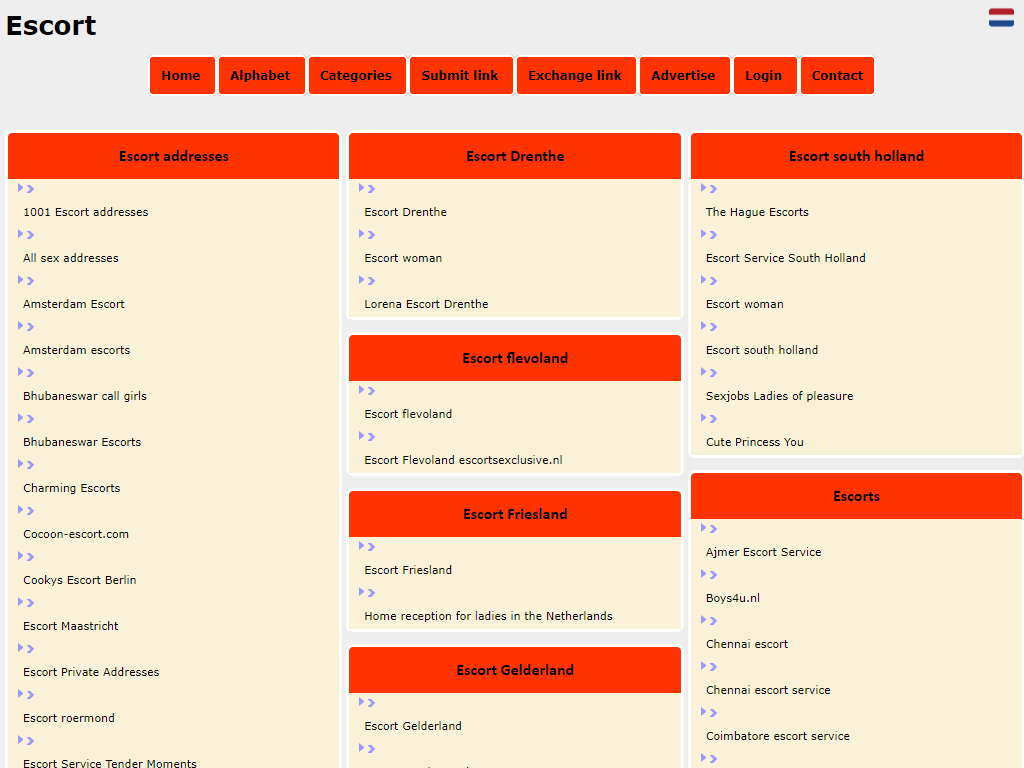 Escort
Home
Alphabet
Categories
Submit link
Exchange link
Advertise
Login
Contact
Escort addresses
1001 Escort addresses
All sex addresses
Amsterdam Escort
Amsterdam escorts
Bhubaneswar call girls
Bhubaneswar Escorts
Charming Escorts
Cocoon-escort.com
Cookys Escort Berlin
Escort Maastricht
Escort Private Addresses
Escort roermond
Escort Service Tender Moments
Escort Drenthe
Escort Drenthe
Escort woman
Lorena Escort Drenthe
Escort flevoland
Escort flevoland
Escort Flevoland escortsexclusive.nl
Escort Friesland
Escort Friesland
Home reception for ladies in the Netherlands
Escort Gelderland
Escort Gelderland
Escort south holland
The Hague Escorts
Escort Service South Holland
Escort woman
Escort south holland
Sexjobs Ladies of pleasure
Cute Princess You
Escorts
Ajmer Escort Service
Boys4u.nl
Chennai escort
Chennai escort service
Coimbatore escort service